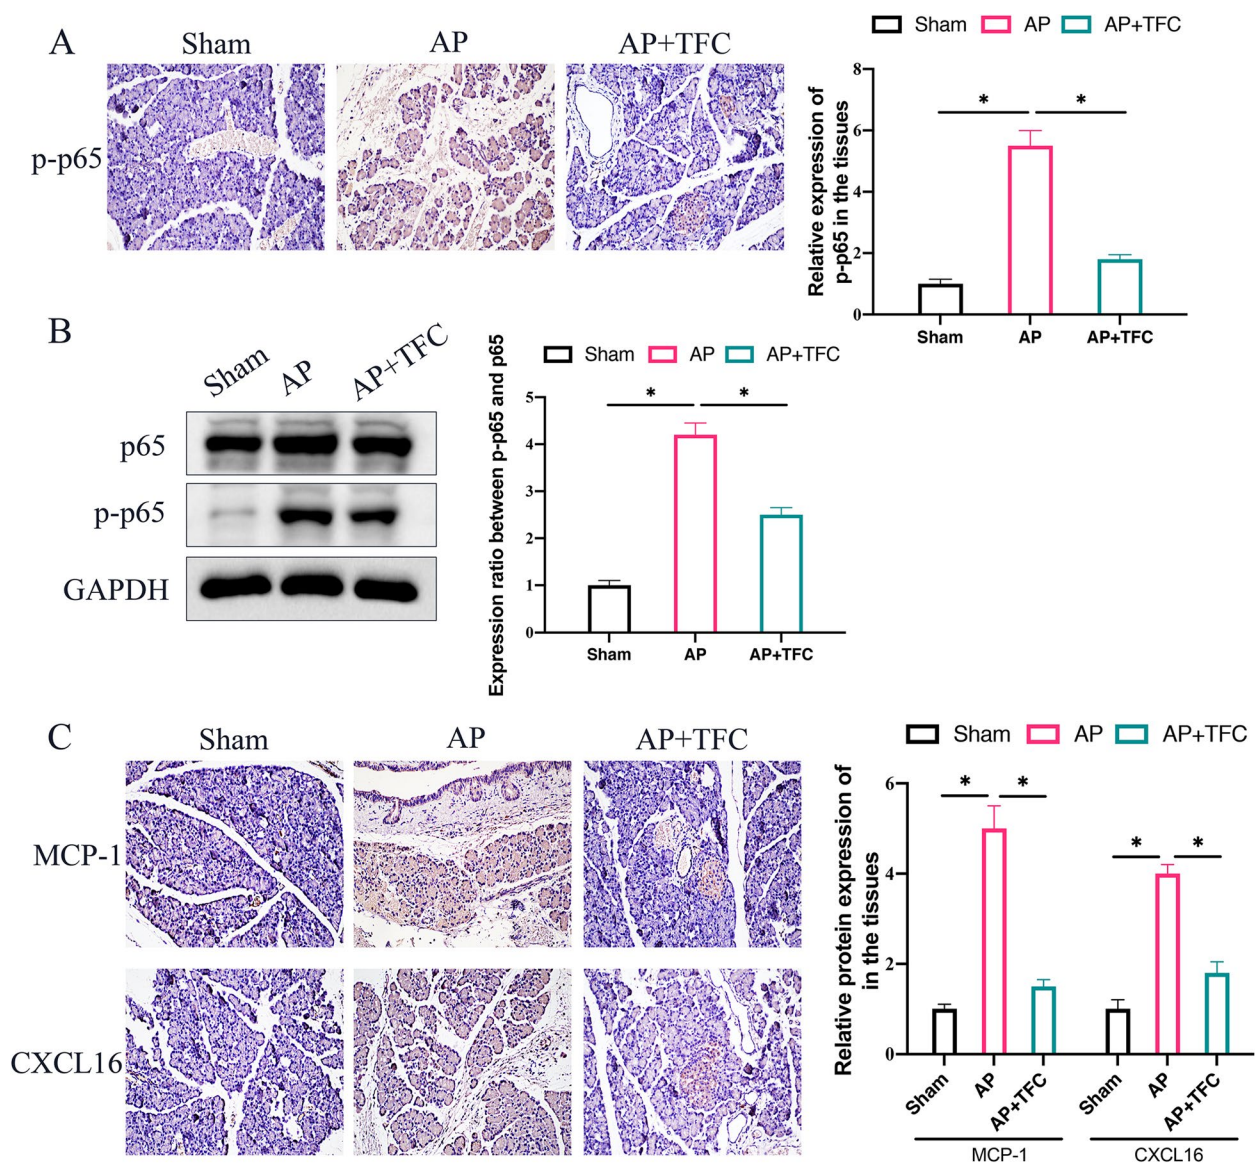 A
Sham AP AP+TFC
p-p65
Sham AP AP+TFC
Relative expression of
p-p65 in the tissues
8
6
4
2
0
* *
Sham AP AP+TFC
B
Sham AP AP+TFC
p65
p-p65
GAPDH
Sham AP AP+TFC
Expression ratio between p-p65 and p65
5
4
3
2
1
0
* *
Sham AP AP+TFC
C
Sham AP AP+TFC
MCP-1
CXCL16
Sham AP AP+TFC
Relative protein expression of
in the tissues
6
4
2
0
* * * *
Sham AP AP+TFC Sham AP AP+TFC
MCP-1 CXCL16